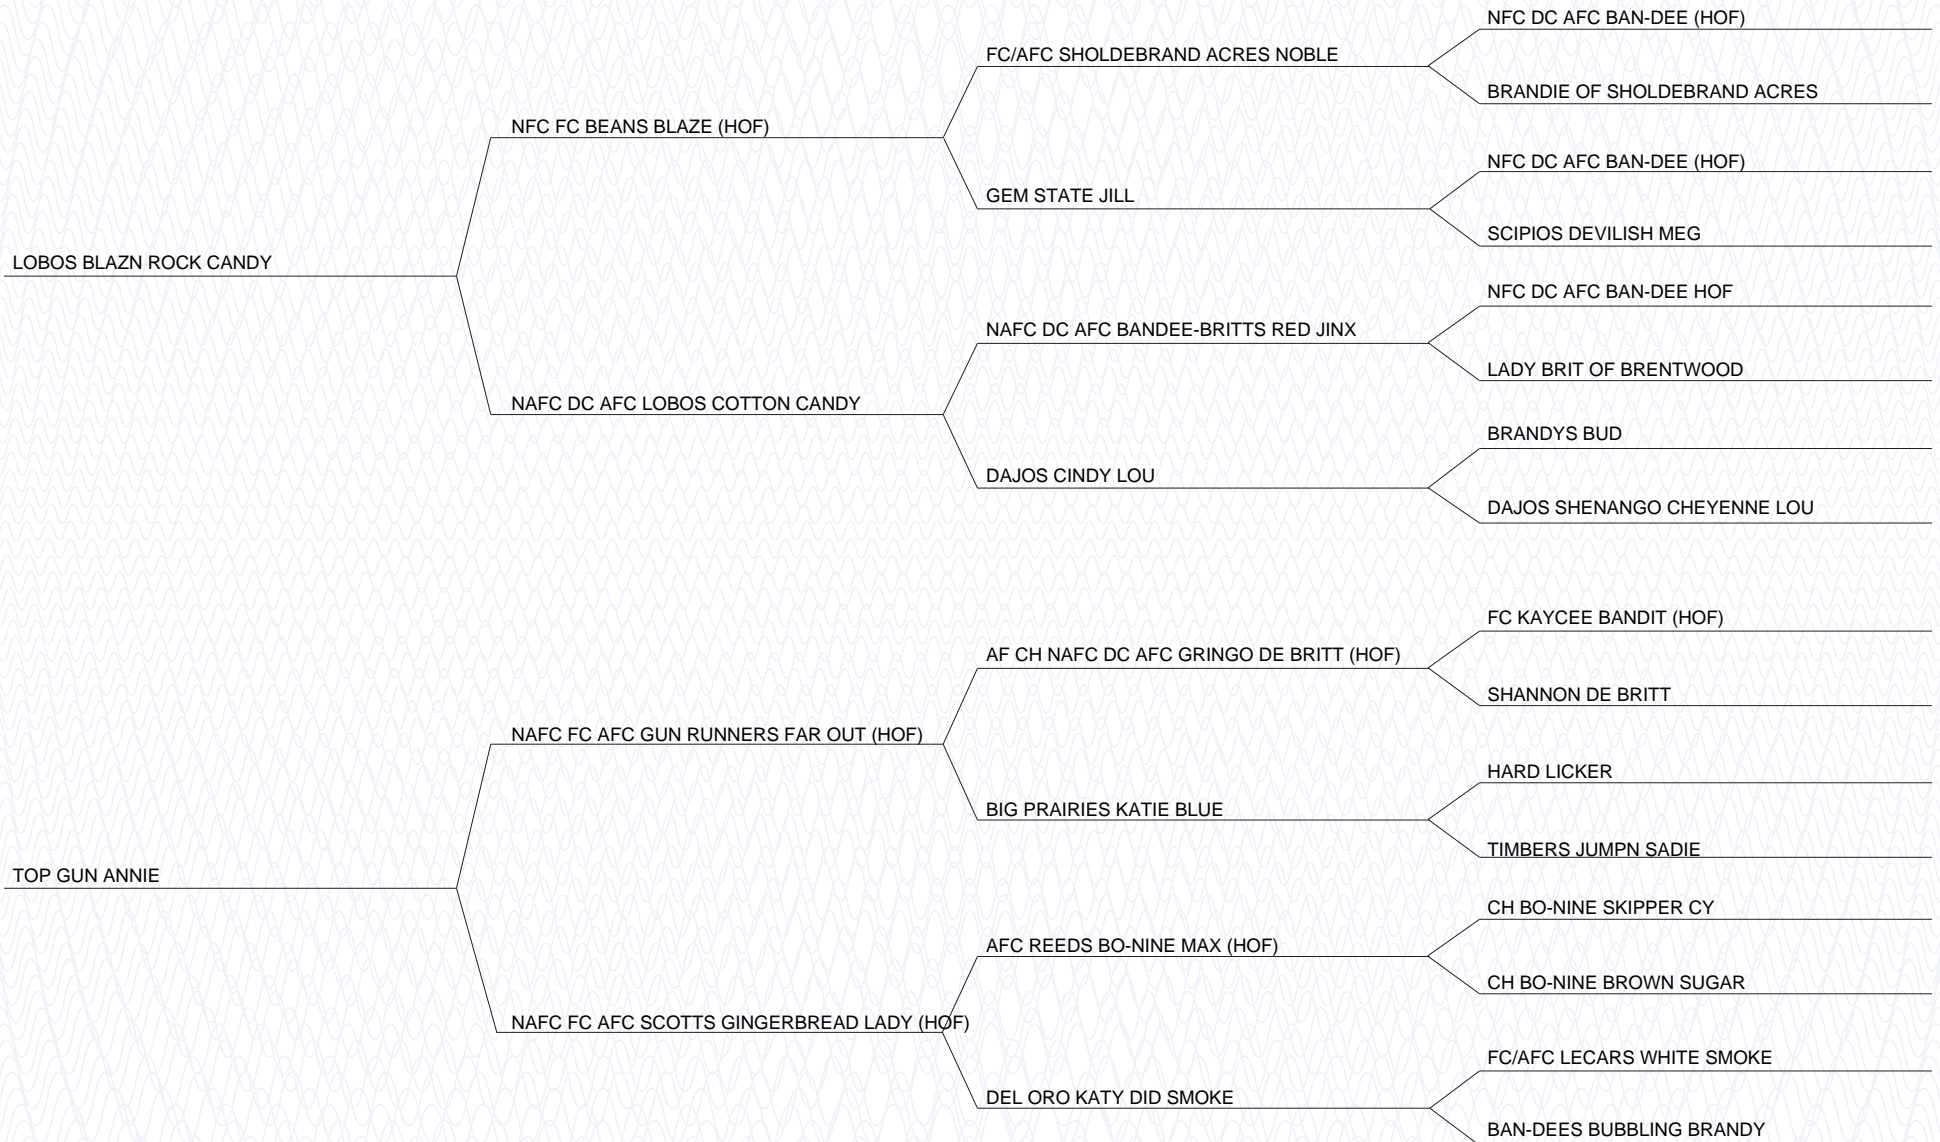 NFC DC AFC BAN-DEE (HOF)
FC/AFC SHOLDEBRAND ACRES NOBLE
BRANDIE OF SHOLDEBRAND ACRES
NFC FC BEANS BLAZE (HOF)
NFC DC AFC BAN-DEE (HOF)
GEM STATE JILL
SCIPIOS DEVILISH MEG
LOBOS BLAZN ROCK CANDY
NFC DC AFC BAN-DEE HOF
NAFC DC AFC BANDEE-BRITTS RED JINX
LADY BRIT OF BRENTWOOD
NAFC DC AFC LOBOS COTTON CANDY
BRANDYS BUD
DAJOS CINDY LOU
DAJOS SHENANGO CHEYENNE LOU
FC KAYCEE BANDIT (HOF)
AF CH NAFC DC AFC GRINGO DE BRITT (HOF)
SHANNON DE BRITT
NAFC FC AFC GUN RUNNERS FAR OUT (HOF)
HARD LICKER
BIG PRAIRIES KATIE BLUE
TIMBERS JUMPN SADIE
TOP GUN ANNIE
CH BO-NINE SKIPPER CY
AFC REEDS BO-NINE MAX (HOF)
CH BO-NINE BROWN SUGAR
NAFC FC AFC SCOTTS GINGERBREAD LADY (HOF)
FC/AFC LECARS WHITE SMOKE
DEL ORO KATY DID SMOKE
BAN-DEES BUBBLING BRANDY